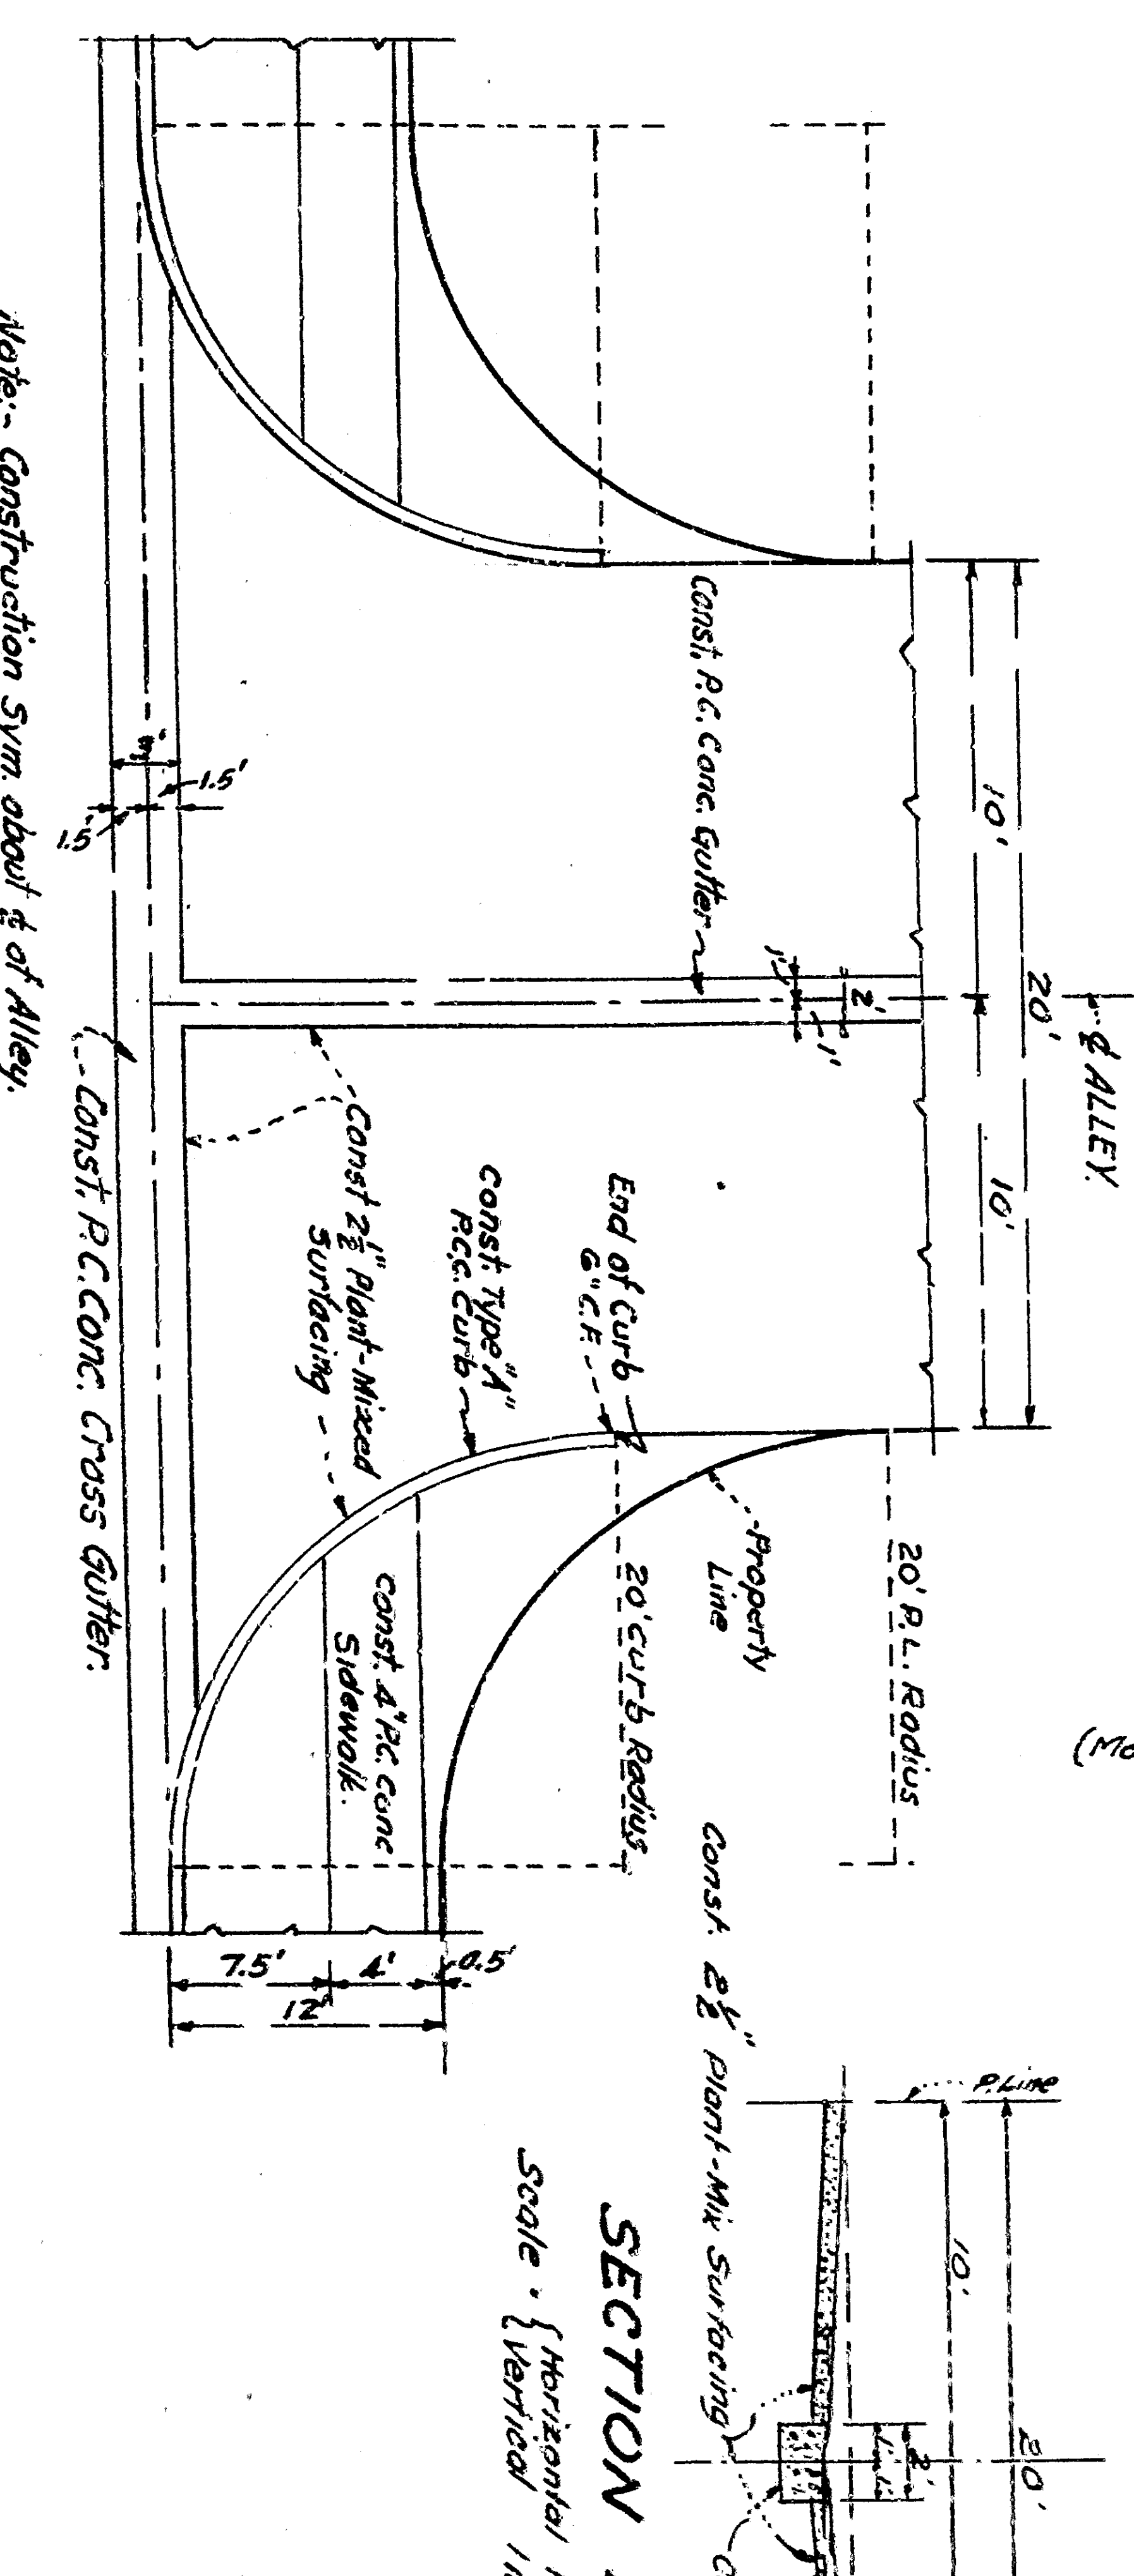 ℄ ALLEY.
20'
10'
10'
2'
1'
1'
Const. P.C. Conc. Gutter
End of Curb
6" C.F.
Const. Type "A"
P.C.C. Curb
Const 2½" Plant-Mixed
Surfacing
Property
Line
20' P.L. Radius
20' Curb Radius
Const. 4" P.C. Conc
Sidewalk.
0.5'
4'
7.5'
12'
1.5'
1.5'
Const. P.C. Conc. Cross Gutter.
Note:- Construction Sym. about ℄ of Alley.
P. Line
20'
10'
2'
1'
1'
Const. 2½" Plant-Mix Surfacing
SECTION
Scale
Horizontal
Vertical